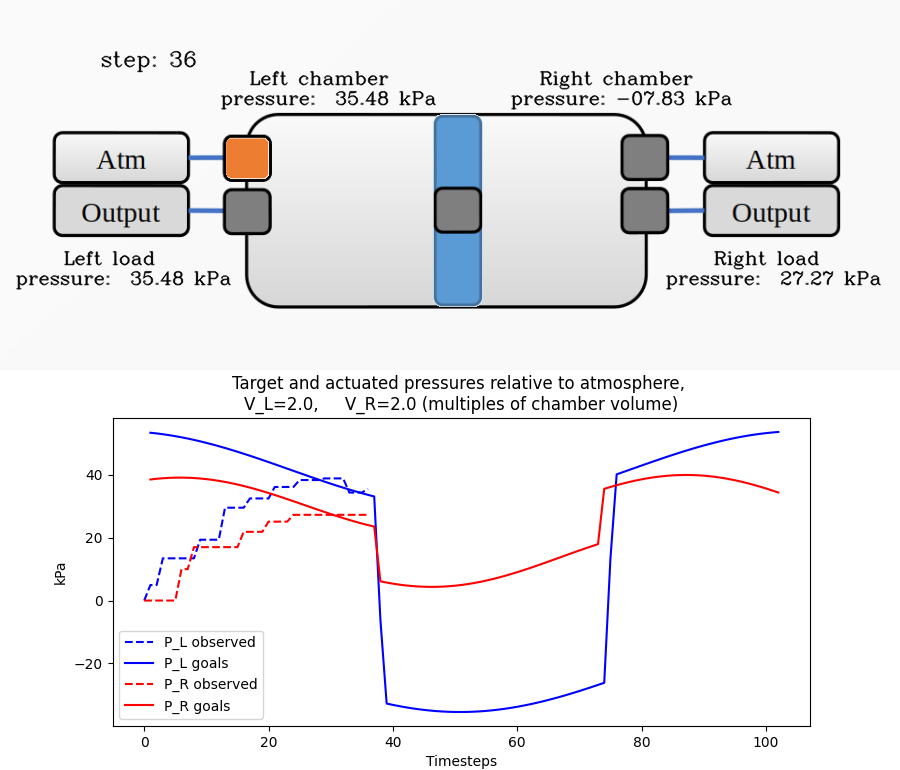 step: 36
Left chamber
pressure:  35.48 kPa
Right chamber
pressure: −07.83 kPa
Atm
Output
Atm
Output
Left load
pressure:  35.48 kPa
Right load
pressure:  27.27 kPa
Target and actuated pressures relative to atmosphere,
V_L=2.0,     V_R=2.0 (multiples of chamber volume)
kPa
40
20
0
−20
P_L observed
P_L goals
P_R observed
P_R goals
0 20 40 60 80 100
Timesteps